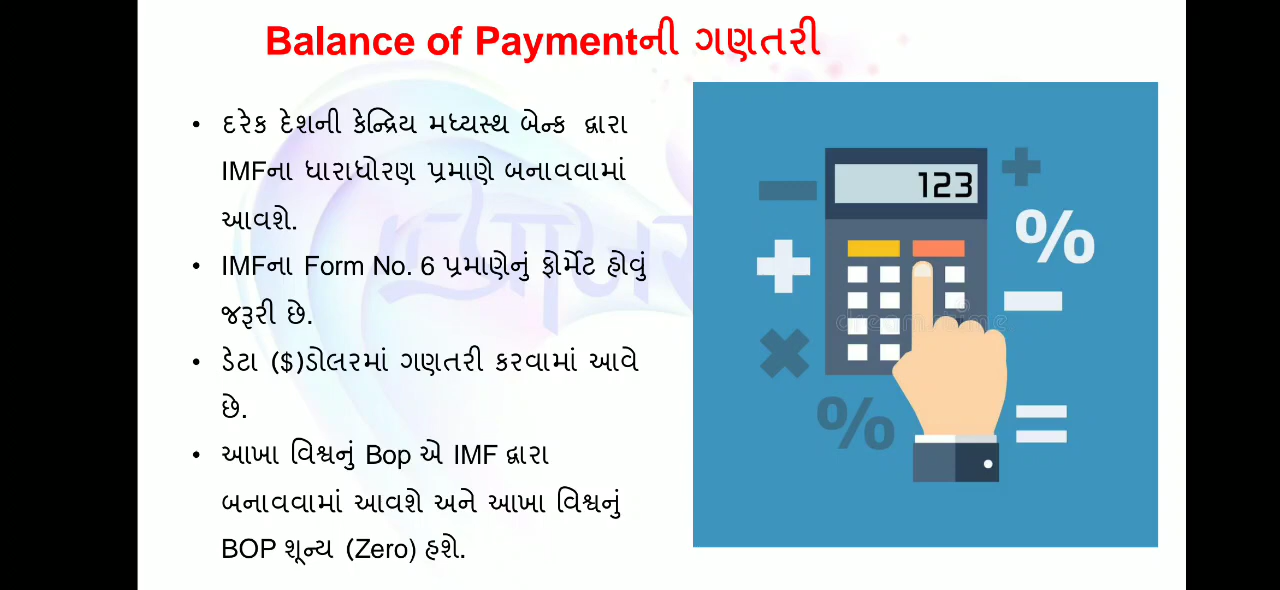 Balance of Paymentની ગણતરી
• દરેક દેશની કેન્દ્રિય મધ્યસ્થ બેન્ક દ્વારા
IMFના ધારાધોરણ પ્રમાણે બનાવવામાં
આવશે.
• IMFના Form No. 6 પ્રમાણેનું ફોર્મેટ હોવું
જરૂરી છે.
• ડેટા ($)ડોલરમાં ગણતરી કરવામાં આવે
છે.
• આખા વિશ્વનું Bop એ IMF દ્વારા
બનાવવામાં આવશે અને આખા વિશ્વનું
BOP શૂન્ય (Zero) હશે.
123
+
%
+
×
%
=